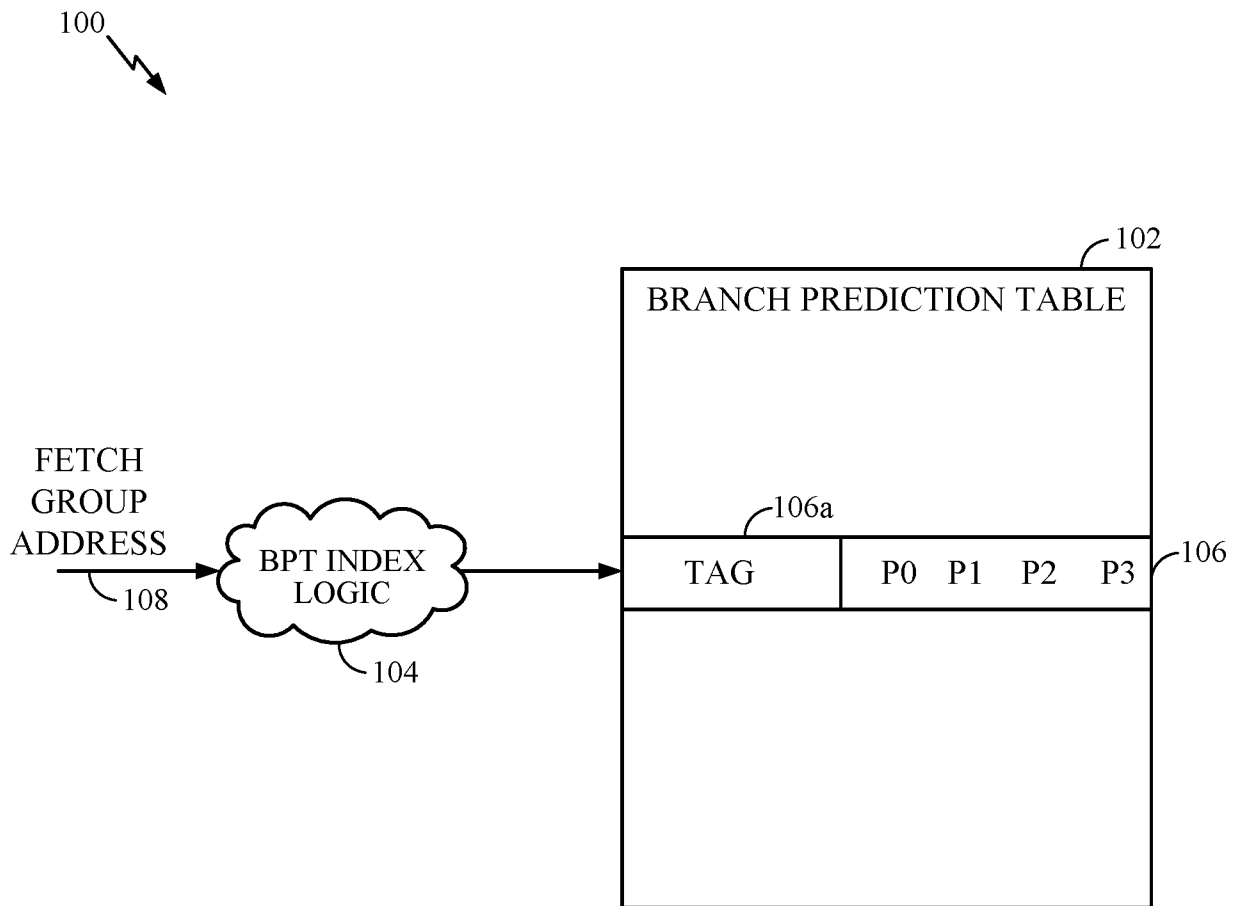 100
102
BRANCH PREDICTION TABLE
FETCH
GROUP
ADDRESS
108
BPT INDEX
LOGIC
104
106a
TAG P0 P1 P2 P3
106